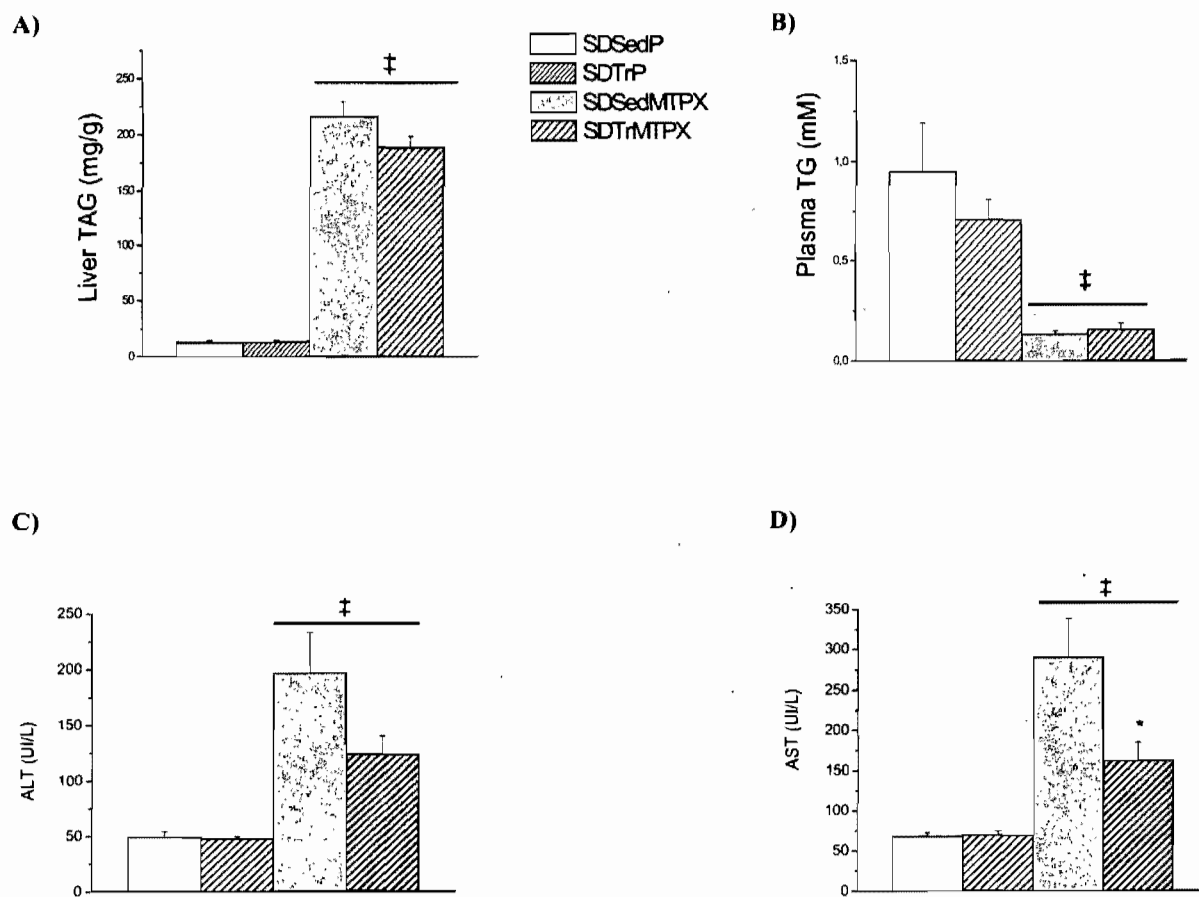 A)
‡
250
200
150
100
50
0
Liver TAG (mg/g)
SDSedP
SDTrP
SDSedMTPX
SDTrMTPX
B)
1,5
1,0
0,5
0,0
Plasma TG (mM)
‡
C)
250
200
150
100
50
0
ALT (UI/L)
‡
D)
350
300
250
200
150
100
50
0
AST (UI/L)
‡
*